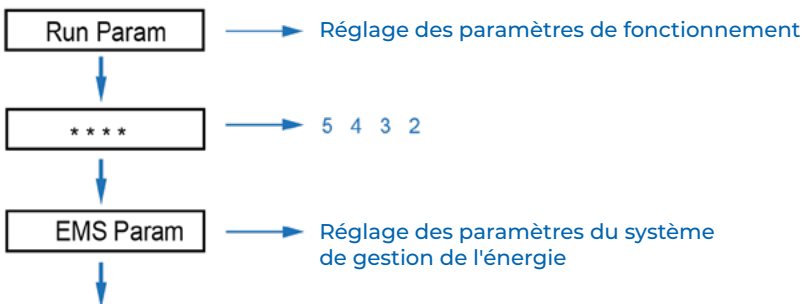 Run Param
Réglage des paramètres de fonctionnement
* * * *
5 4 3 2
EMS Param
Réglage des paramètres du système
de gestion de l'énergie